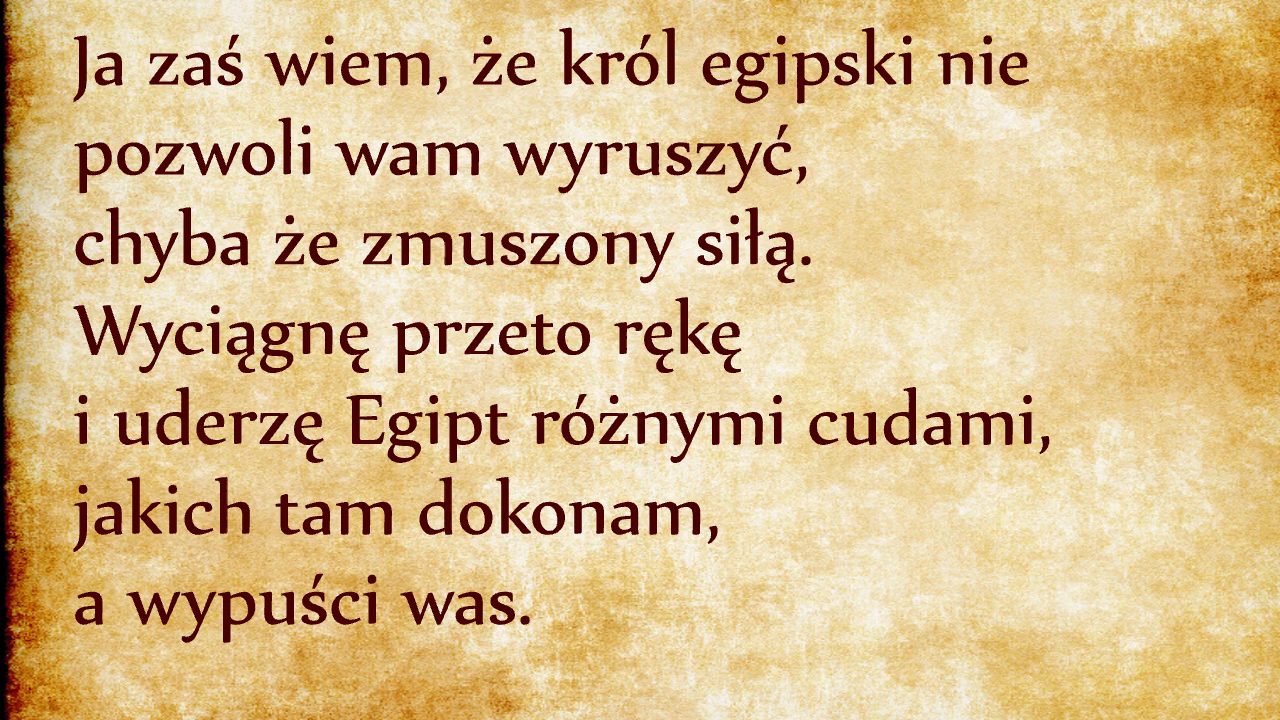 Ja zaś wiem, że król egipski nie
pozwoli wam wyruszyć,
chyba że zmuszony siłą.
Wyciągnę przeto rękę
i uderzę Egipt różnymi cudami,
jakich tam dokonam,
a wypuści was.